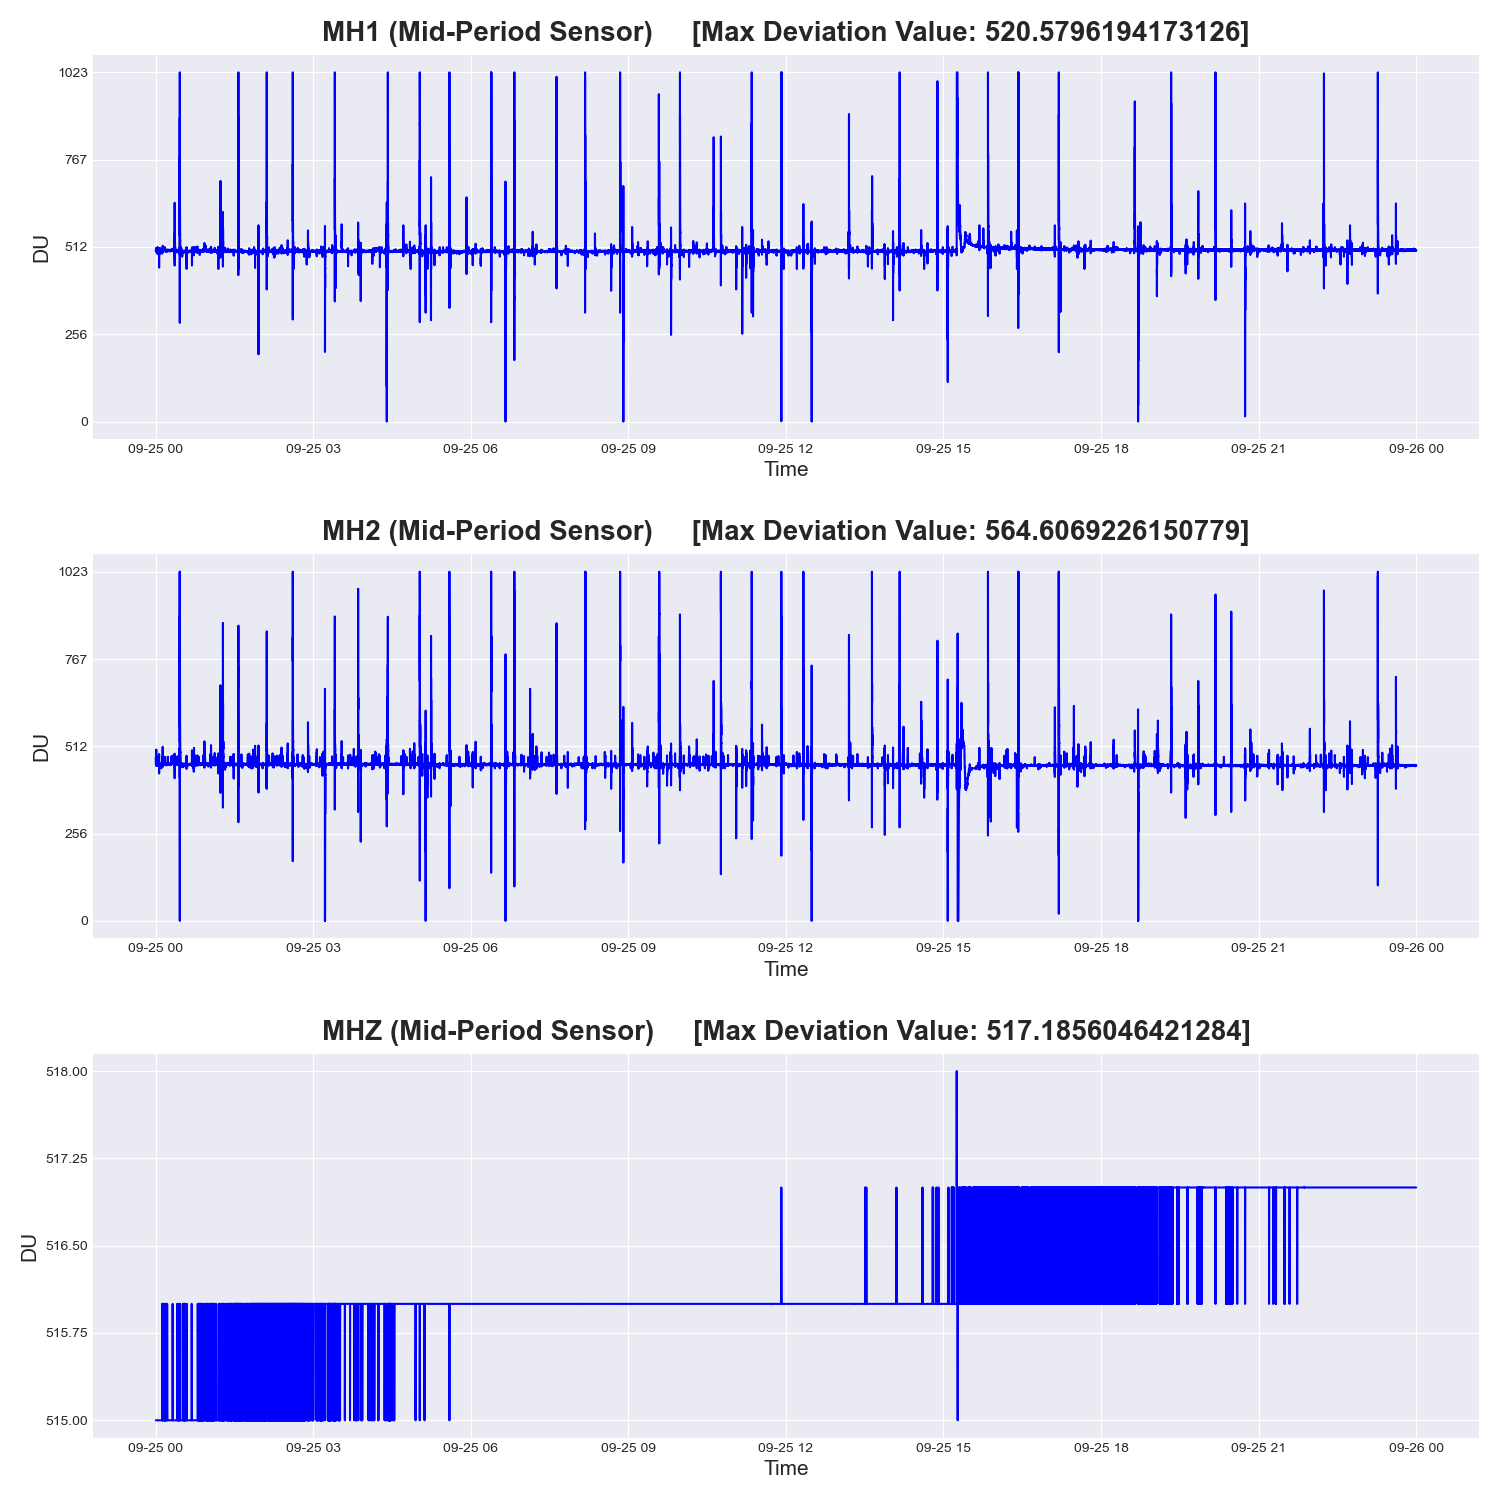 MH1 (Mid-Period Sensor) [Max Deviation Value: 520.5796194173126]
1023
767
512
256
0
DU
09-25 00 09-25 03 09-25 06 09-25 09 09-25 12 09-25 15 09-25 18 09-25 21 09-26 00
Time
MH2 (Mid-Period Sensor) [Max Deviation Value: 564.6069226150779]
1023
767
512
256
0
DU
09-25 00 09-25 03 09-25 06 09-25 09 09-25 12 09-25 15 09-25 18 09-25 21 09-26 00
Time
MHZ (Mid-Period Sensor) [Max Deviation Value: 517.1856046421284]
518.00
517.25
516.50
515.75
515.00
DU
09-25 00 09-25 03 09-25 06 09-25 09 09-25 12 09-25 15 09-25 18 09-25 21 09-26 00
Time